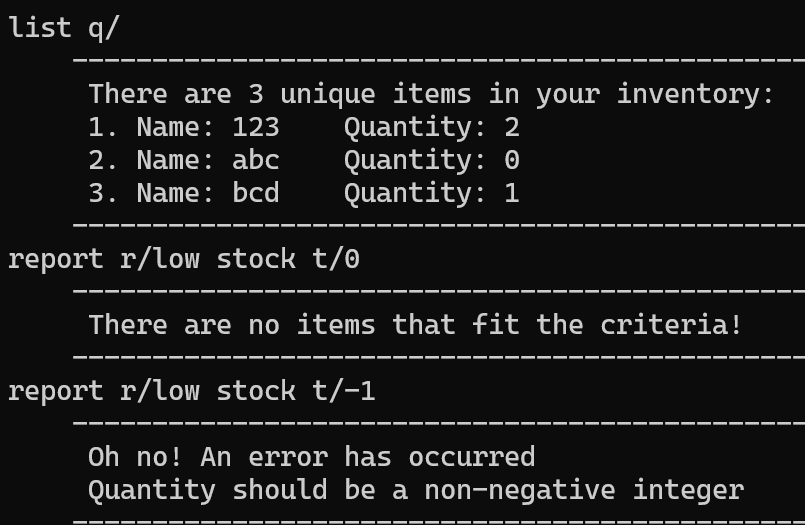 list q/
----------------------------------------------
There are 3 unique items in your inventory:
1. Name: 123    Quantity: 2
2. Name: abc    Quantity: 0
3. Name: bcd    Quantity: 1
----------------------------------------------
report r/low stock t/0
----------------------------------------------
There are no items that fit the criteria!
----------------------------------------------
report r/low stock t/-1
----------------------------------------------
Oh no! An error has occurred
Quantity should be a non-negative integer
----------------------------------------------